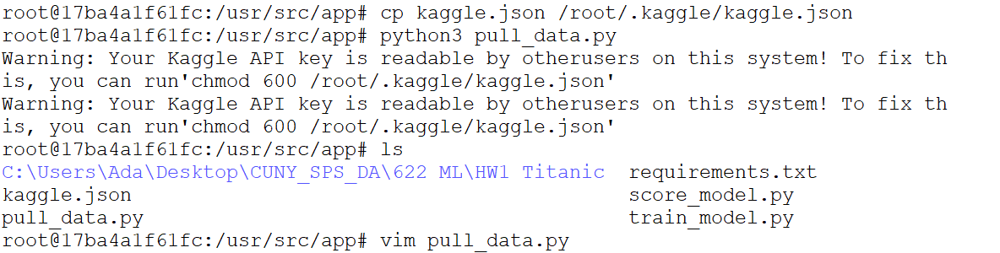 root@17ba4a1f61fc:/usr/src/app# cp kaggle.json /root/.kaggle/kaggle.json
root@17ba4a1f61fc:/usr/src/app# python3 pull_data.py
Warning: Your Kaggle API key is readable by otherusers on this system! To fix th
is, you can run'chmod 600 /root/.kaggle/kaggle.json'
Warning: Your Kaggle API key is readable by otherusers on this system! To fix th
is, you can run'chmod 600 /root/.kaggle/kaggle.json'
root@17ba4a1f61fc:/usr/src/app# ls
C:\Users\Ada\Desktop\CUNY_SPS_DA\622 ML\HW1 Titanic  requirements.txt
kaggle.json                                          score_model.py
pull_data.py                                         train_model.py
root@17ba4a1f61fc:/usr/src/app# vim pull_data.py